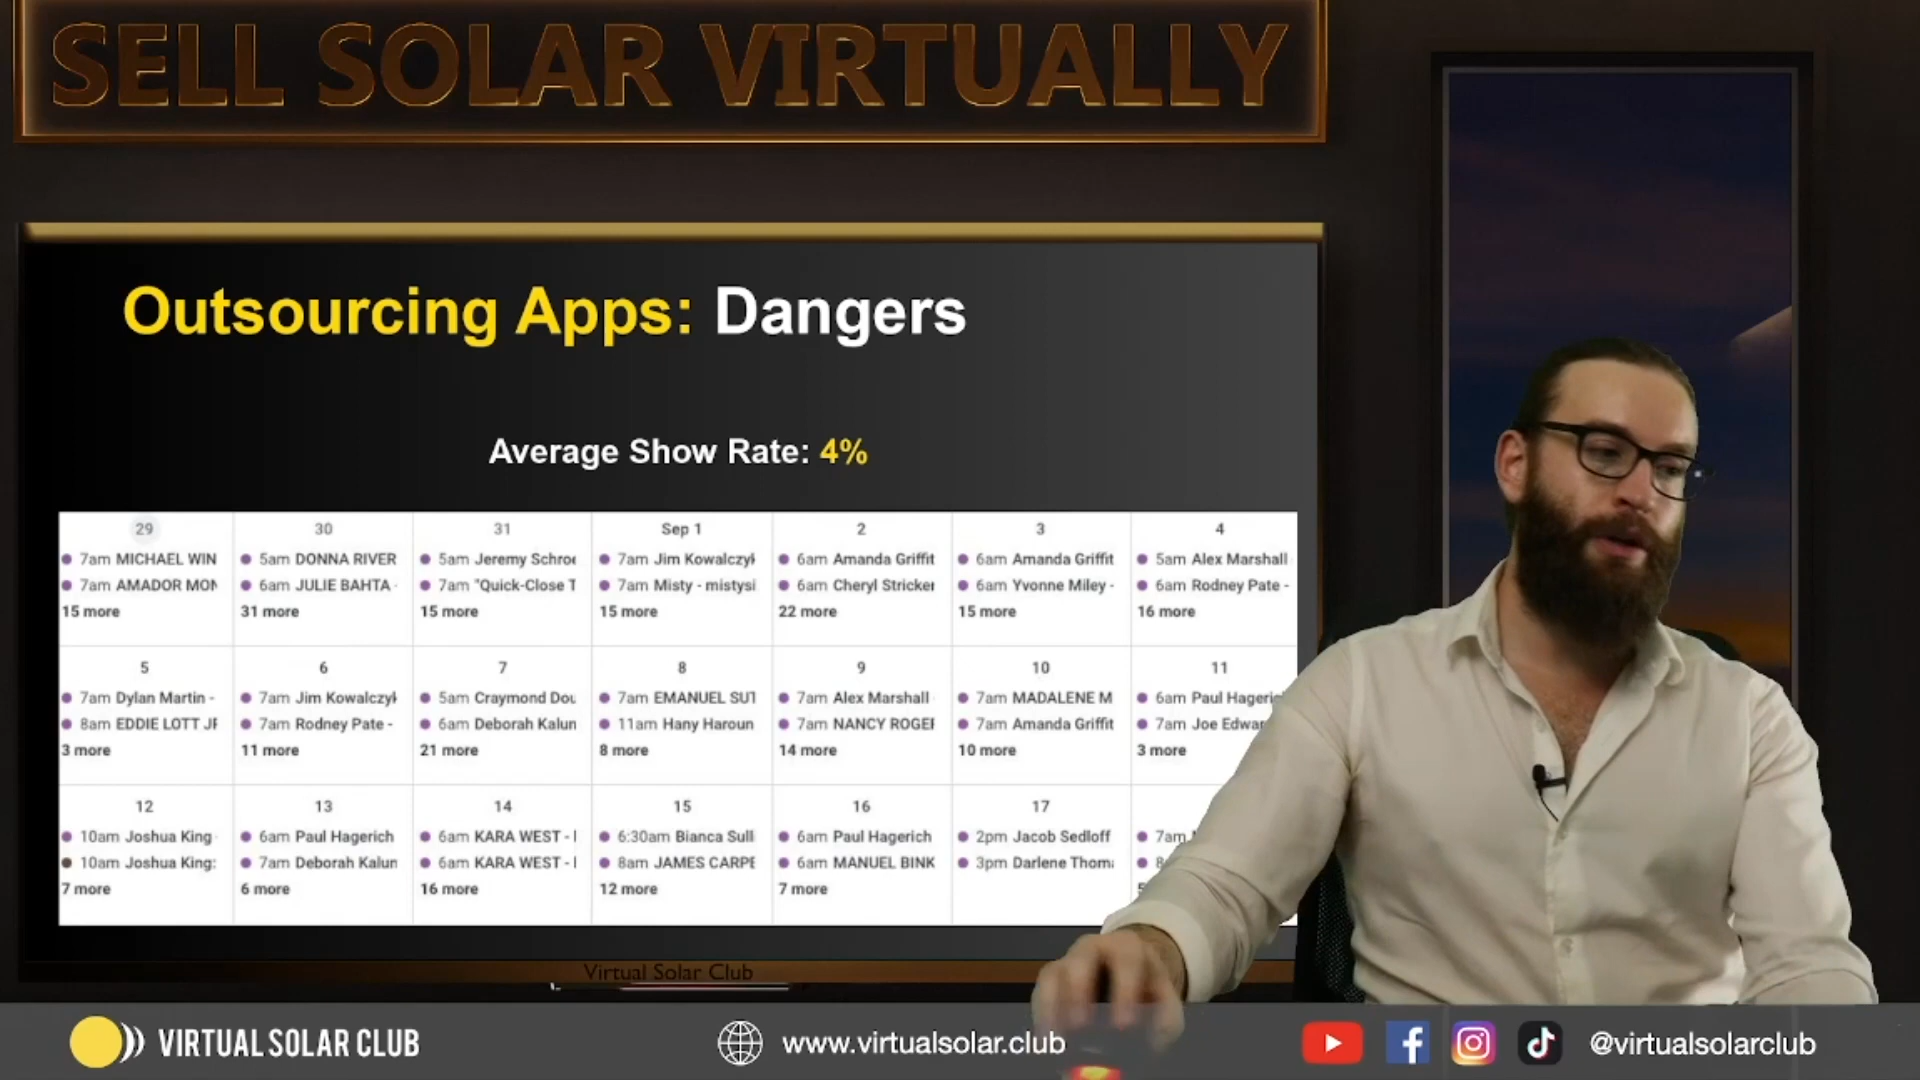 SELL SOLAR VIRTUALLY
Outsourcing Apps: Dangers
Average Show Rate: 4%
29 30 31 Sep 1 2 3 4
7am MICHAEL WIN 5am DONNA RIVER 5am Jeremy Schroe 7am Jim Kowalczyk 6am Amanda Griffit 6am Amanda Griffit 5am Alex Marshall
7am AMADOR MON 6am JULIE BAHTA - 7am "Quick-Close T 7am Misty - mistysi 6am Cheryl Stricker 6am Yvonne Miley - 6am Rodney Pate -
15 more 31 more 15 more 15 more 22 more 15 more 16 more
5 6 7 8 9 10 11
7am Dylan Martin - 7am Jim Kowalczyk 5am Craymond Dou 7am EMANUEL SUT 7am Alex Marshall 7am MADALENE M 6am Paul Hageri
8am EDDIE LOTT JR 7am Rodney Pate - 6am Deborah Kalun 11am Hany Haroun 7am NANCY ROGER 7am Amanda Griffit 7am Joe Edwar
3 more 11 more 21 more 8 more 14 more 10 more 3 more
12 13 14 15 16 17
10am Joshua King 6am Paul Hagerich 6am KARA WEST - 6:30am Bianca Sulli 6am Paul Hagerich 2pm Jacob Sedloff 7am
10am Joshua King: 7am Deborah Kalun 6am KARA WEST - 8am JAMES CARPE 6am MANUEL BINK 3pm Darlene Thoma 8
7 more 6 more 16 more 12 more 7 more 5
Virtual Solar Club
VIRTUAL SOLAR CLUB www.virtualsolar.club @virtualsolarclub